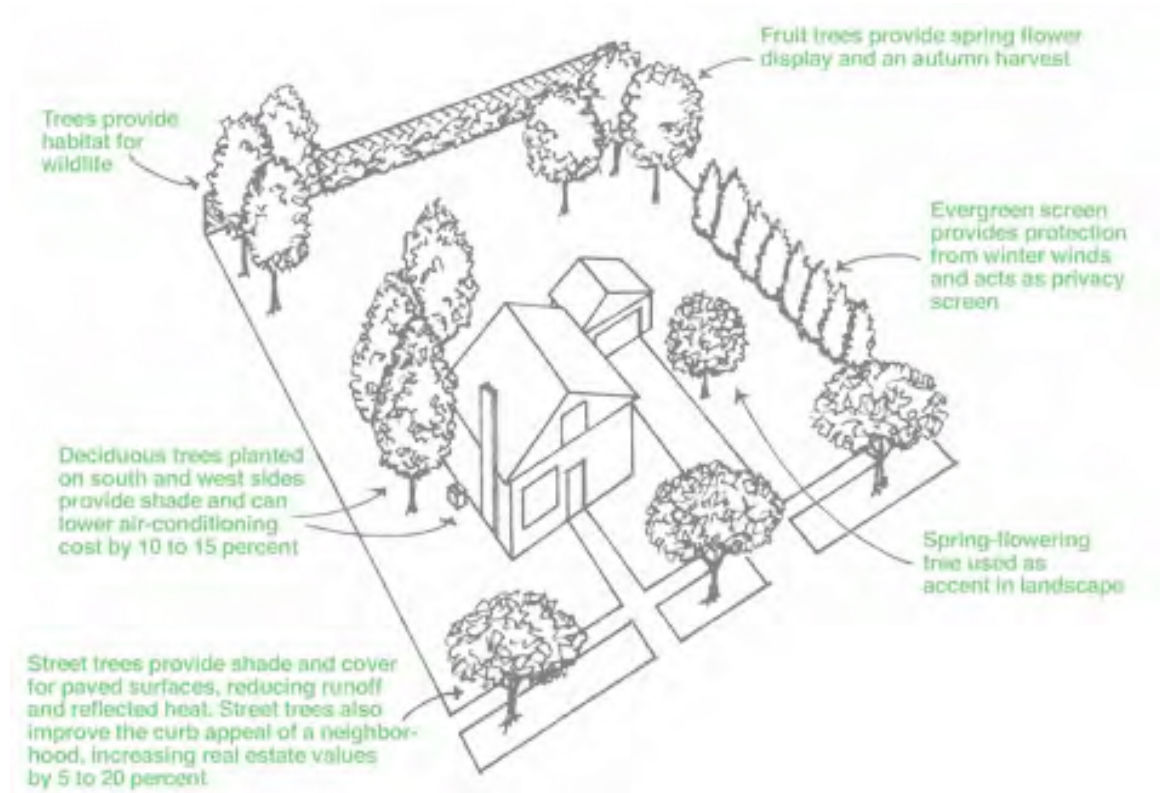 Fruit trees provide spring flower
display and an autumn harvest
Trees provide
habitat for
wildlife
Evergreen screen
provides protection
from winter winds
and acts as privacy
screen
Deciduous trees planted
on south and west sides
provide shade and can
lower air-conditioning
cost by 10 to 15 percent
Spring-flowering
tree used as
accent in landscape
Street trees provide shade and cover
for paved surfaces, reducing runoff
and reflected heat. Street trees also
improve the curb appeal of a neighbor-
hood, increasing real estate values
by 5 to 20 percent